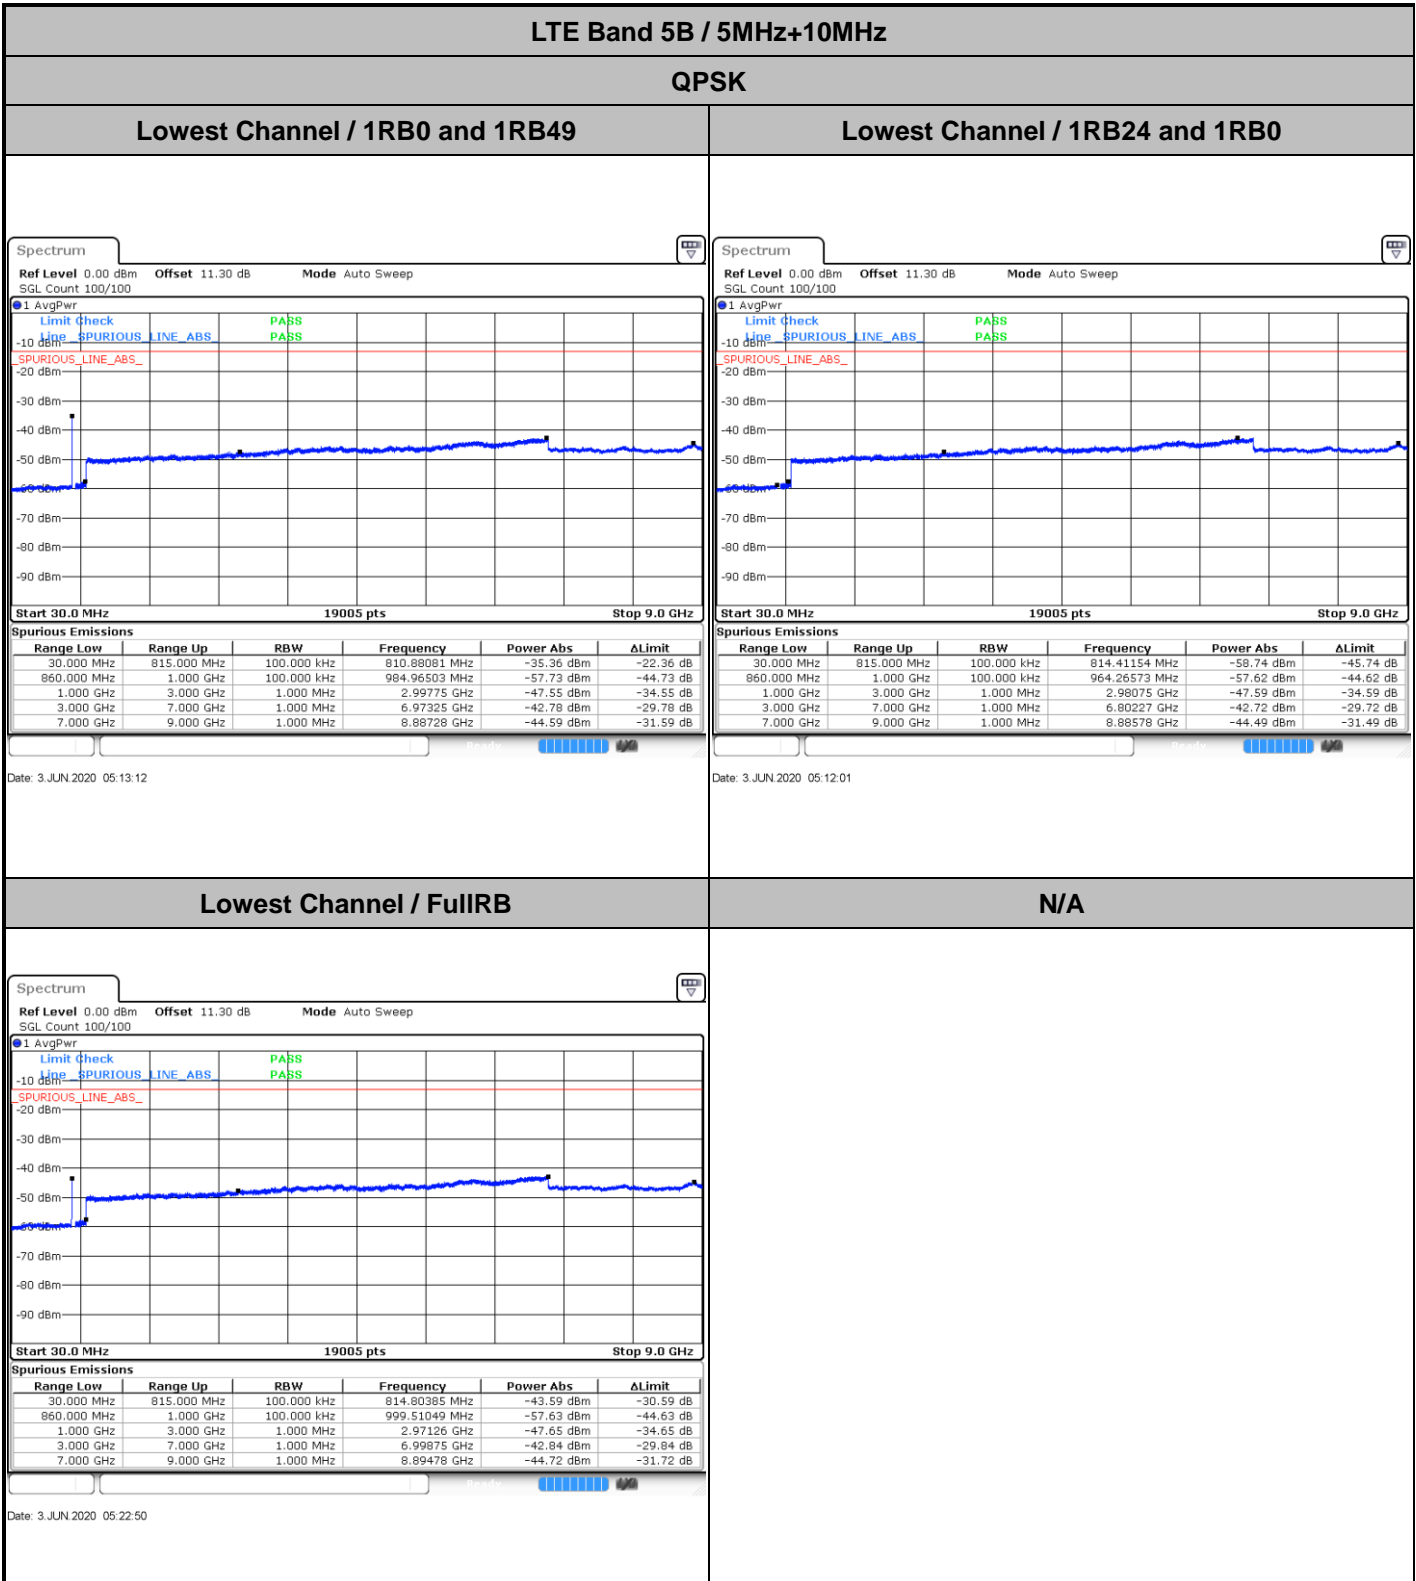 LTE Band 5B / 5MHz+10MHz
QPSK
Lowest Channel / 1RB0 and 1RB49
Lowest Channel / 1RB24 and 1RB0
Spectrum
Ref Level 0.00 dBm Offset 11.30 dB Mode Auto Sweep
SGL Count 100/100
1 AvgPwr
Limit Check PASS
Line _SPURIOUS_LINE_ABS_ PASS
-10 dBm
_SPURIOUS_LINE_ABS_
-20 dBm
-30 dBm
-40 dBm
-50 dBm
-60 dBm
-70 dBm
-80 dBm
-90 dBm
Start 30.0 MHz 19005 pts Stop 9.0 GHz
Spurious Emissions
Range Low Range Up RBW Frequency Power Abs ΔLimit
30.000 MHz 815.000 MHz 100.000 kHz 810.88081 MHz -35.36 dBm -22.36 dB
860.000 MHz 1.000 GHz 100.000 kHz 984.96503 MHz -57.73 dBm -44.73 dB
1.000 GHz 3.000 GHz 1.000 MHz 2.99775 GHz -47.55 dBm -34.55 dB
3.000 GHz 7.000 GHz 1.000 MHz 6.97325 GHz -42.78 dBm -29.78 dB
7.000 GHz 9.000 GHz 1.000 MHz 8.88728 GHz -44.59 dBm -31.59 dB
Ready
Date: 3.JUN.2020 05:13:12
Spectrum
Ref Level 0.00 dBm Offset 11.30 dB Mode Auto Sweep
SGL Count 100/100
1 AvgPwr
Limit Check PASS
Line _SPURIOUS_LINE_ABS_ PASS
-10 dBm
_SPURIOUS_LINE_ABS_
-20 dBm
-30 dBm
-40 dBm
-50 dBm
-60 dBm
-70 dBm
-80 dBm
-90 dBm
Start 30.0 MHz 19005 pts Stop 9.0 GHz
Spurious Emissions
Range Low Range Up RBW Frequency Power Abs ΔLimit
30.000 MHz 815.000 MHz 100.000 kHz 814.41154 MHz -58.74 dBm -45.74 dB
860.000 MHz 1.000 GHz 100.000 kHz 964.26573 MHz -57.62 dBm -44.62 dB
1.000 GHz 3.000 GHz 1.000 MHz 2.98075 GHz -47.59 dBm -34.59 dB
3.000 GHz 7.000 GHz 1.000 MHz 6.80227 GHz -42.72 dBm -29.72 dB
7.000 GHz 9.000 GHz 1.000 MHz 8.88578 GHz -44.49 dBm -31.49 dB
Ready
Date: 3.JUN.2020 05:12:01
Lowest Channel / FullRB
N/A
Spectrum
Ref Level 0.00 dBm Offset 11.30 dB Mode Auto Sweep
SGL Count 100/100
1 AvgPwr
Limit Check PASS
Line _SPURIOUS_LINE_ABS_ PASS
-10 dBm
_SPURIOUS_LINE_ABS_
-20 dBm
-30 dBm
-40 dBm
-50 dBm
-60 dBm
-70 dBm
-80 dBm
-90 dBm
Start 30.0 MHz 19005 pts Stop 9.0 GHz
Spurious Emissions
Range Low Range Up RBW Frequency Power Abs ΔLimit
30.000 MHz 815.000 MHz 100.000 kHz 814.80385 MHz -43.59 dBm -30.59 dB
860.000 MHz 1.000 GHz 100.000 kHz 999.51049 MHz -57.63 dBm -44.63 dB
1.000 GHz 3.000 GHz 1.000 MHz 2.97126 GHz -47.65 dBm -34.65 dB
3.000 GHz 7.000 GHz 1.000 MHz 6.99875 GHz -42.84 dBm -29.84 dB
7.000 GHz 9.000 GHz 1.000 MHz 8.89478 GHz -44.72 dBm -31.72 dB
Ready
Date: 3.JUN.2020 05:22:50